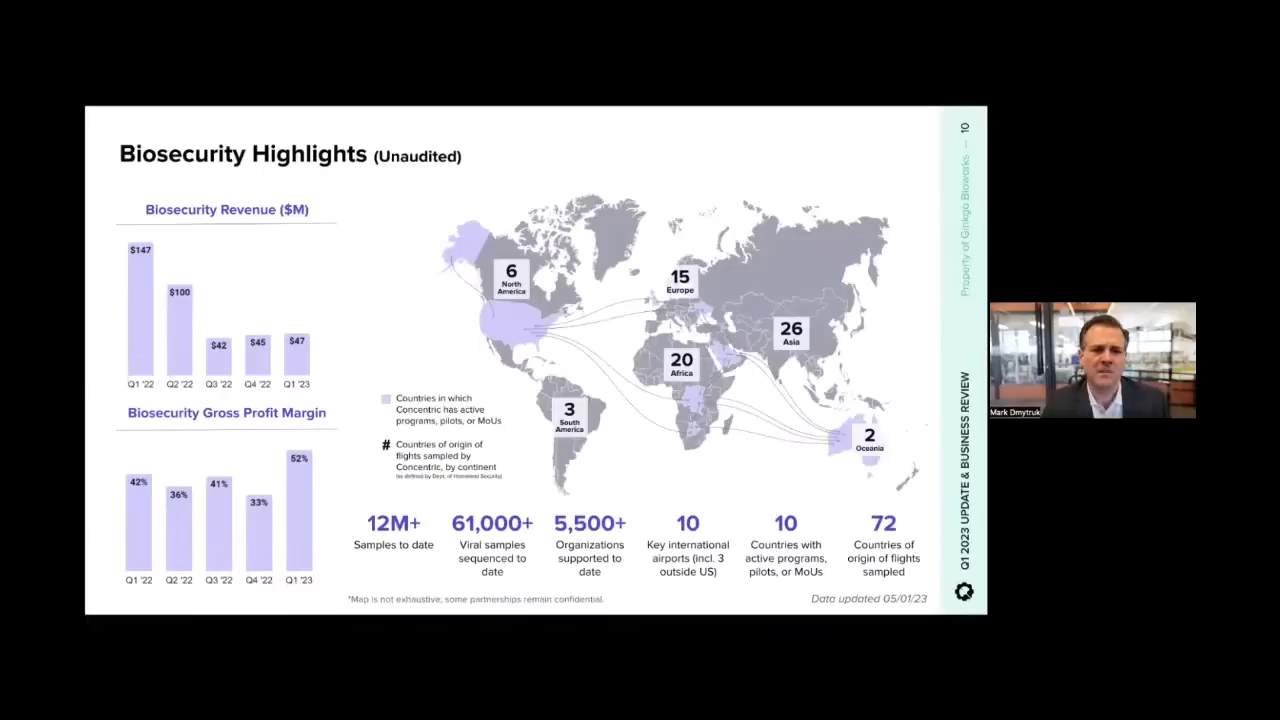 Biosecurity Highlights (Unaudited)
Biosecurity Revenue ($M)
$147
$100
$42
$45
$47
Q1 '22
Q2 '22
Q3 '22
Q4 '22
Q1 '23
Biosecurity Gross Profit Margin
42%
36%
41%
33%
52%
Q1 '22
Q2 '22
Q3 '22
Q4 '22
Q1 '23
6
North
America
15
Europe
26
Asia
20
Africa
3
South
America
2
Oceania
Countries in which
Concentric has active
programs, pilots, or MoUs
#
Countries of origin of
flights sampled by
Concentric, by continent
(as defined by Dept. of Homeland Security)
12M+
Samples to date
61,000+
Viral samples
sequenced to
date
5,500+
Organizations
supported to
date
10
Key international
airports (incl. 3
outside US)
10
Countries with
active programs,
pilots, or MoUs
72
Countries of
origin of flights
sampled
*Map is not exhaustive; some partnerships remain confidential.
Data updated 05/01/23
Q1 2023 UPDATE & BUSINESS REVIEW
Property of Ginkgo Bioworks — 10
Mark Dmytruk